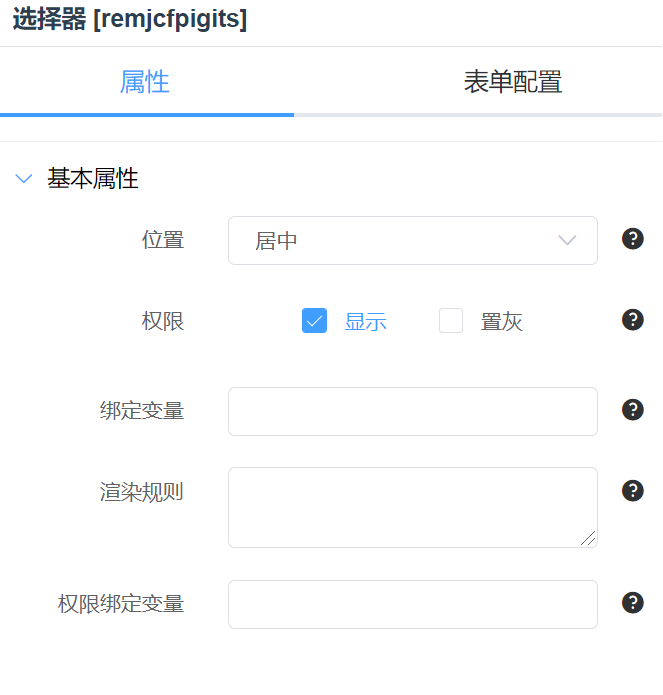 选择器 [remjcfpigits]
属性 表单配置
基本属性
位置 居中 ?
权限 显示 置灰 ?
绑定变量 ?
渲染规则 ?
权限绑定变量 ?